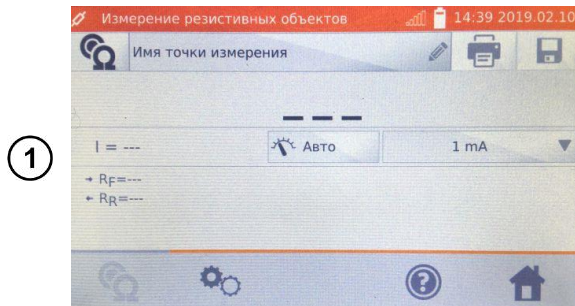 Измерение резистивных объектов 14:39 2019.02.10
Имя точки измерения
---
1
I = --- Авто 1 mA
→ RF=---
← RR=---
?